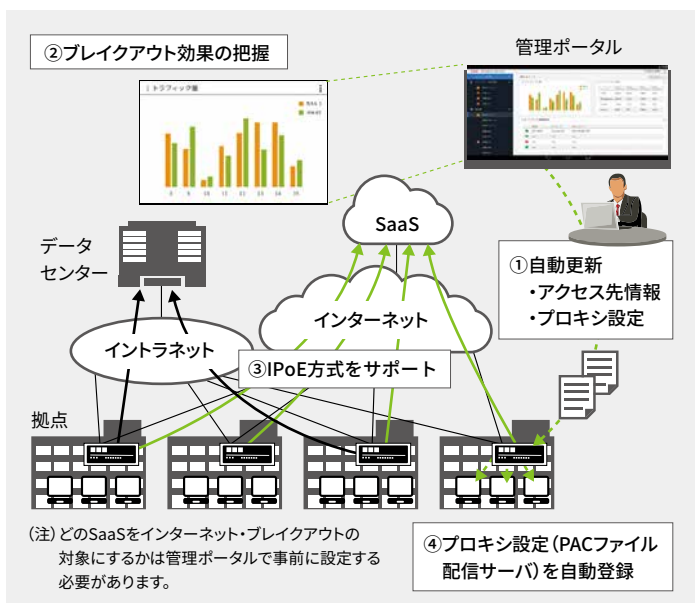 ②ブレイクアウト効果の把握
管理ポータル
トラフィック量
8 9 10 11 12 13 14 15
SaaS
データ
センター
①自動更新
・アクセス先情報
・プロキシ設定
インターネット
イントラネット
③IPoE方式をサポート
拠点
(注)どのSaaSをインターネット・ブレイクアウトの
対象にするかは管理ポータルで事前に設定する
必要があります。
④プロキシ設定(PACファイル
配信サーバ)を自動登録